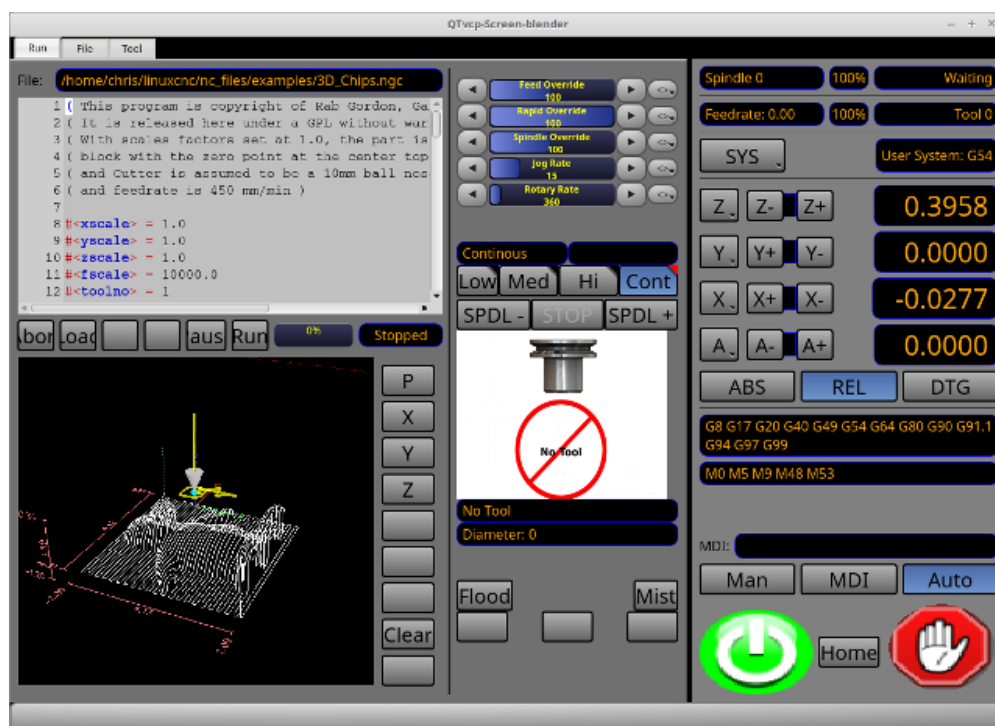 QTvcp-Screen-blender
Run File Tool
File: /home/chris/linuxcnc/nc_files/examples/3D_Chips.ngc
1 ( This program is copyright of Rab Gordon, Ga
2 ( It is released here under a GPL without war
3 ( With scales factors set at 1.0, the part is
4 ( block with the zero point at the center top
5 ( and Cutter is assumed to be a 10mm ball nos
6 ( and feedrate is 450 mm/min )
7
8 #<xscale> = 1.0
9 #<yscale> = 1.0
10 #<zscale> = 1.0
11 #<fscale> = 10000.0
12 #<toolno> = 1
bor Load aus Run 0% Stopped
P
X
Y
Z
Clear
Feed Override
100
Rapid Override
100
Spindle Override
100
Jog Rate
15
Rotary Rate
360
Continous
Low Med Hi Cont
SPDL - STOP SPDL +
No Tool
No Tool
Diameter: 0
Flood Mist
Spindle 0 100% Waiting
Feedrate: 0.00 100% Tool 0
SYS User System: G54
Z Z- Z+ 0.3958
Y Y+ Y- 0.0000
X X+ X- -0.0277
A A- A+ 0.0000
ABS REL DTG
G8 G17 G20 G40 G49 G54 G64 G80 G90 G91.1
G94 G97 G99
M0 M5 M9 M48 M53
MDI:
Man MDI Auto
Home